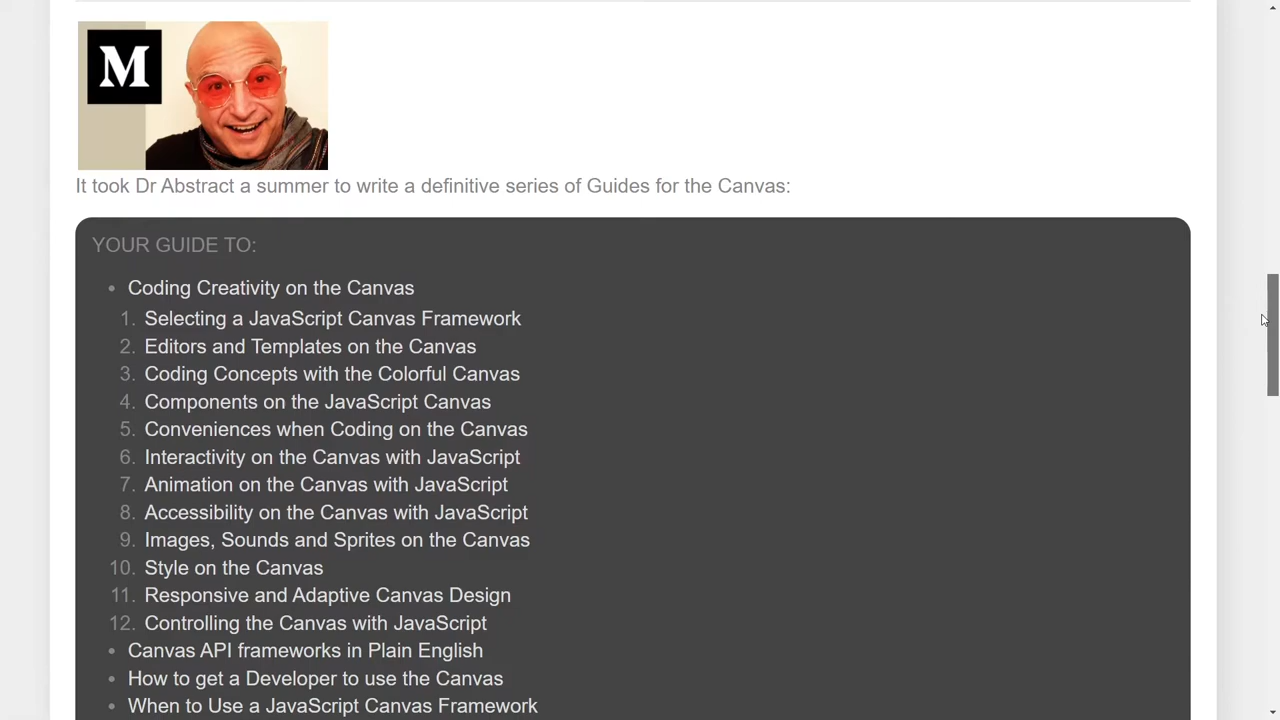 M
It took Dr Abstract a summer to write a definitive series of Guides for the Canvas:
YOUR GUIDE TO:
• Coding Creativity on the Canvas
1. Selecting a JavaScript Canvas Framework
2. Editors and Templates on the Canvas
3. Coding Concepts with the Colorful Canvas
4. Components on the JavaScript Canvas
5. Conveniences when Coding on the Canvas
6. Interactivity on the Canvas with JavaScript
7. Animation on the Canvas with JavaScript
8. Accessibility on the Canvas with JavaScript
9. Images, Sounds and Sprites on the Canvas
10. Style on the Canvas
11. Responsive and Adaptive Canvas Design
12. Controlling the Canvas with JavaScript
• Canvas API frameworks in Plain English
• How to get a Developer to use the Canvas
• When to Use a JavaScript Canvas Framework